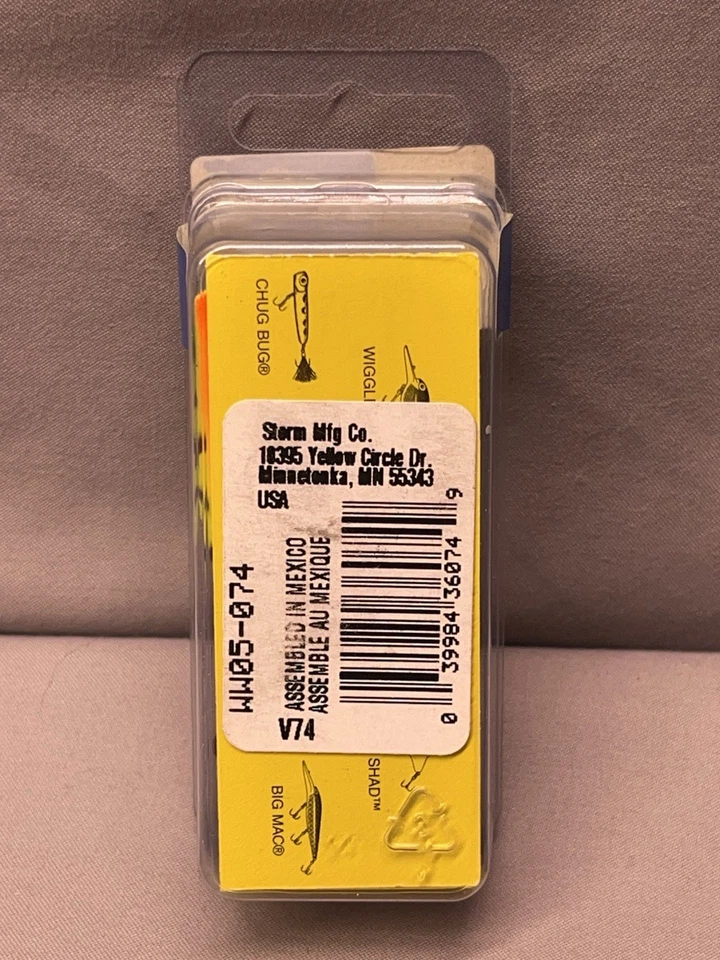 CHUG BUG®
Storm Mfg Co.
10395 Yellow Circle Dr.
Minnetonka, MN 55343
USA
WW05-074
ASSEMBLED IN MEXICO
ASSEMBLE AU MEXIQUE
0 39984 36074 9
V74
SHAD™
BIG MAC®